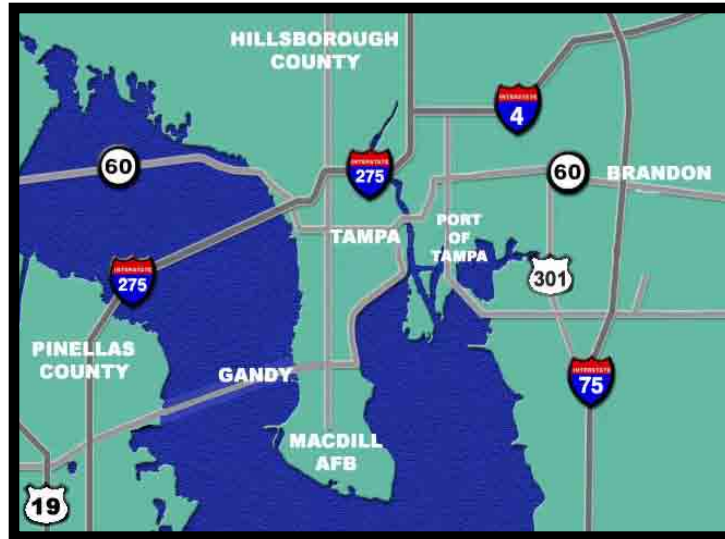 HILLSBOROUGH
COUNTY
INTERSTATE
4
60
INTERSTATE
275
60
BRANDON
TAMPA
PORT
OF
TAMPA
INTERSTATE
275
301
PINELLAS
COUNTY
GANDY
INTERSTATE
75
MACDILL
AFB
19